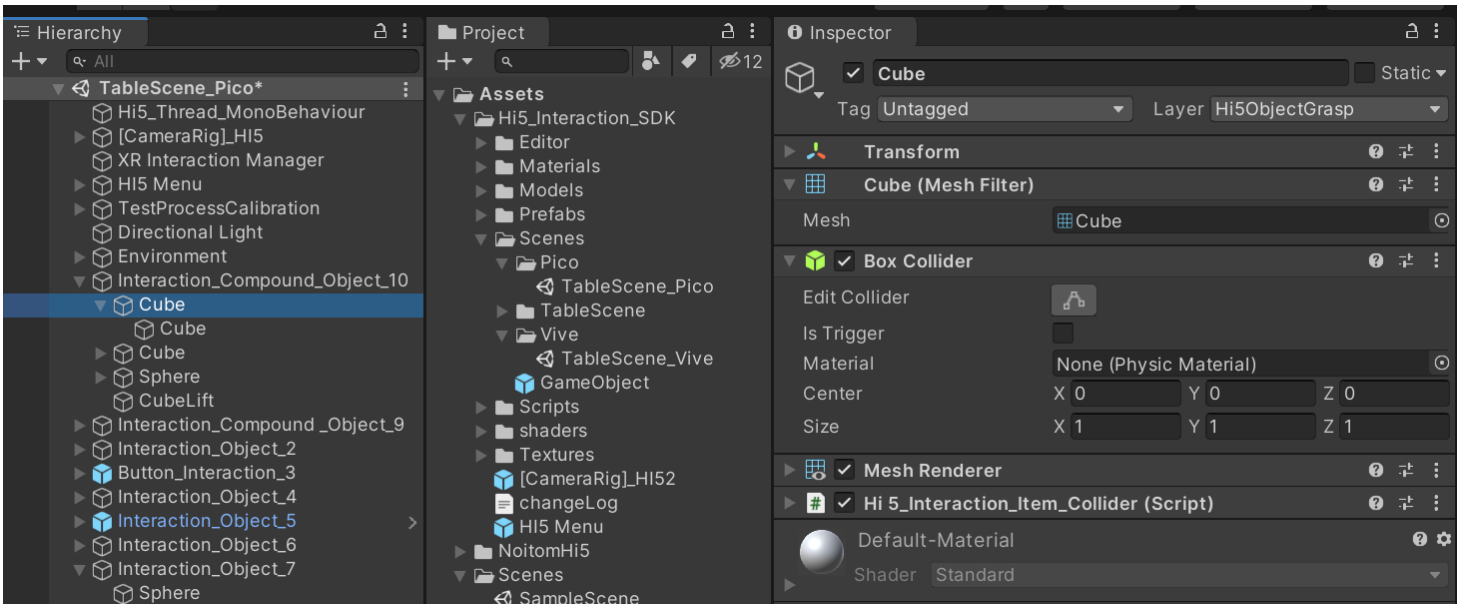 Hierarchy
All
TableScene_Pico*
Hi5_Thread_MonoBehaviour
[CameraRig]_HI5
XR Interaction Manager
HI5 Menu
TestProcessCalibration
Directional Light
Environment
Interaction_Compound_Object_10
Cube
Cube
Cube
Sphere
CubeLift
Interaction_Compound _Object_9
Interaction_Object_2
Button_Interaction_3
Interaction_Object_4
Interaction_Object_5
Interaction_Object_6
Interaction_Object_7
Sphere
Project
12
Assets
Hi5_Interaction_SDK
Editor
Materials
Models
Prefabs
Scenes
Pico
TableScene_Pico
TableScene
Vive
TableScene_Vive
GameObject
Scripts
shaders
Textures
[CameraRig]_HI52
changeLog
HI5 Menu
NoitomHi5
Scenes
SampleScene
Inspector
Cube Static
Tag Untagged Layer Hi5ObjectGrasp
Transform
Cube (Mesh Filter)
Mesh Cube
Box Collider
Edit Collider
Is Trigger
Material None (Physic Material)
Center X 0 Y 0 Z 0
Size X 1 Y 1 Z 1
Mesh Renderer
# Hi 5_Interaction_Item_Collider (Script)
Default-Material
Shader Standard